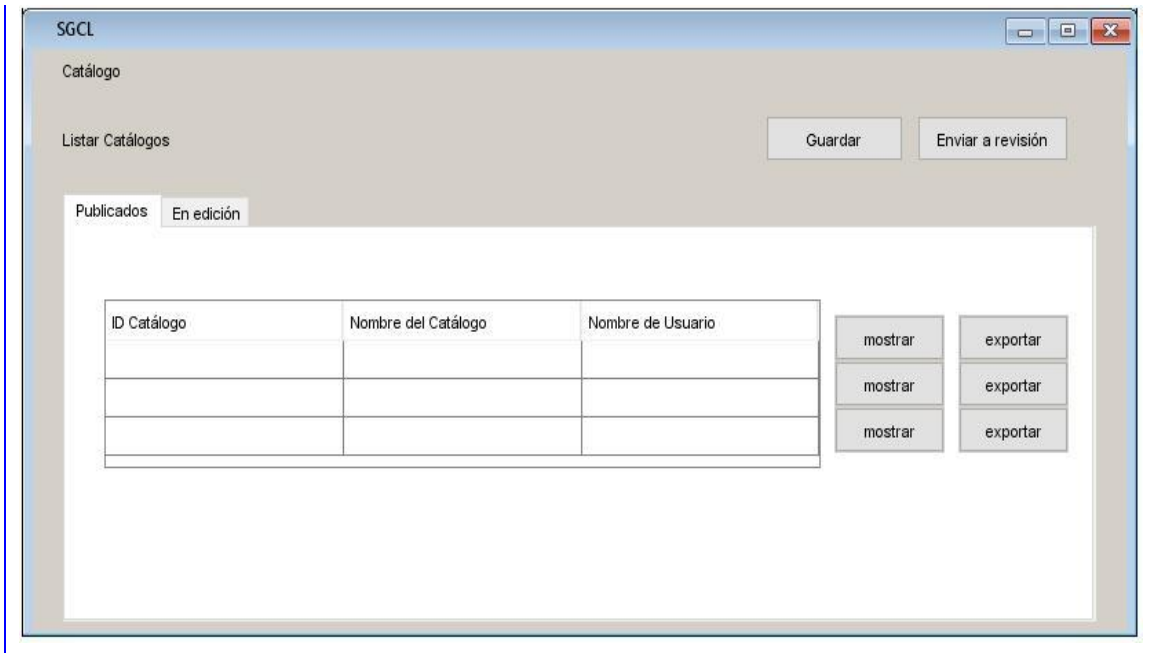 SGCL
Catálogo
Listar Catálogos Guardar Enviar a revisión
Publicados En edición
ID Catálogo Nombre del Catálogo Nombre de Usuario
mostrar exportar
mostrar exportar
mostrar exportar